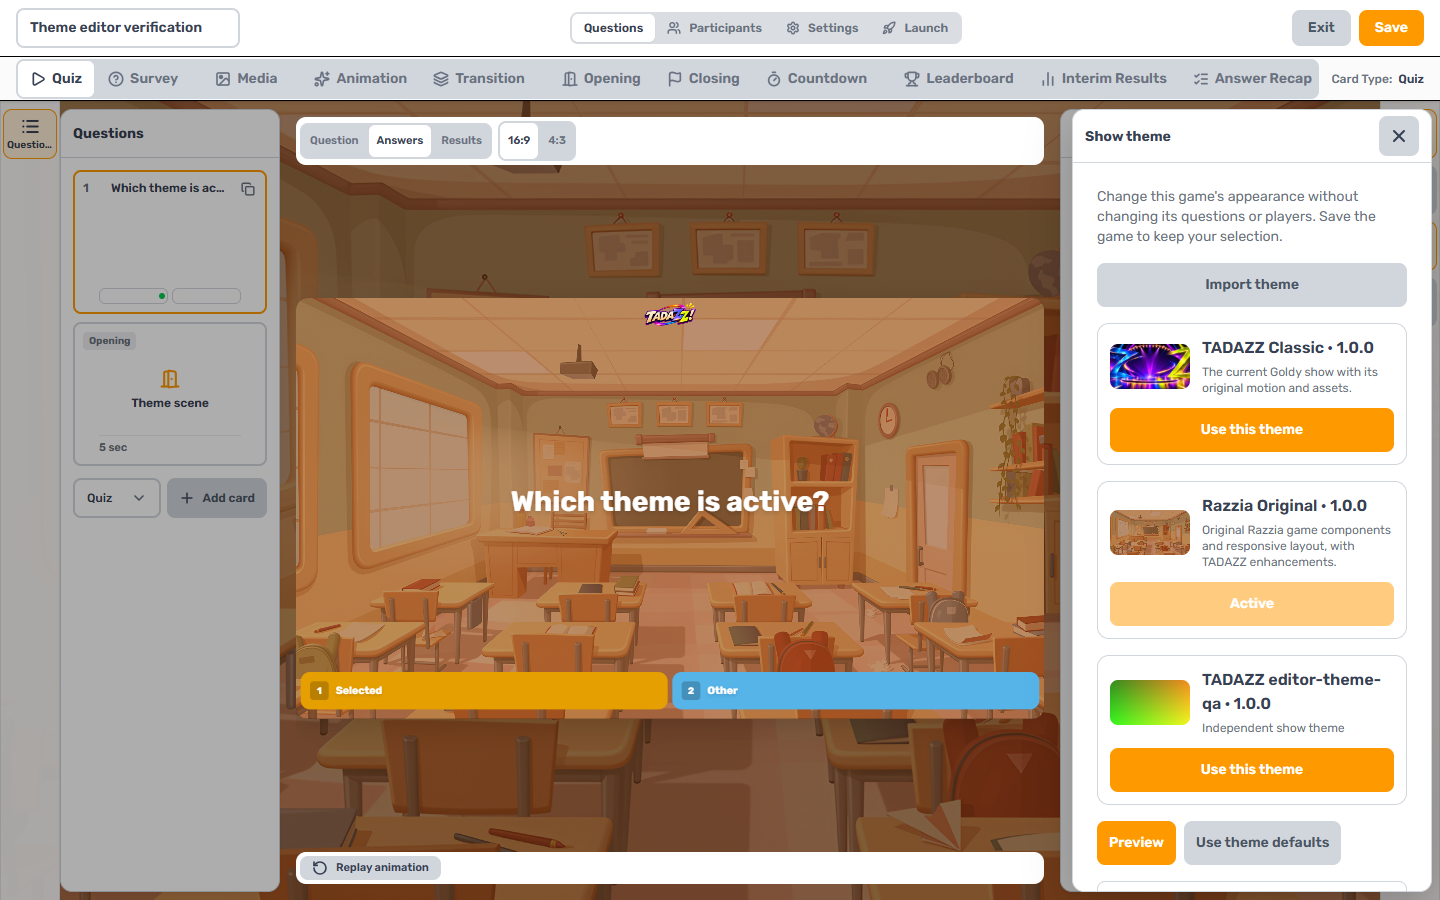 Theme editor verification
Questions
Participants
Settings
Launch
Exit
Save
Quiz
Survey
Media
Animation
Transition
Opening
Closing
Countdown
Leaderboard
Interim Results
Answer Recap
Card Type: Quiz
Questio...
Questions
1 Which theme is ac...
Opening
Theme scene
5 sec
Quiz
Add card
Question
Answers
Results
16:9
4:3
TADAZZ!
Which theme is active?
1 Selected
2 Other
Replay animation
Show theme
Change this game's appearance without
changing its questions or players. Save the
game to keep your selection.
Import theme
TADAZZ Classic • 1.0.0
The current Goldy show with its
original motion and assets.
Use this theme
Razzia Original • 1.0.0
Original Razzia game components
and responsive layout, with
TADAZZ enhancements.
Active
TADAZZ editor-theme-
qa • 1.0.0
Independent show theme
Use this theme
Preview
Use theme defaults